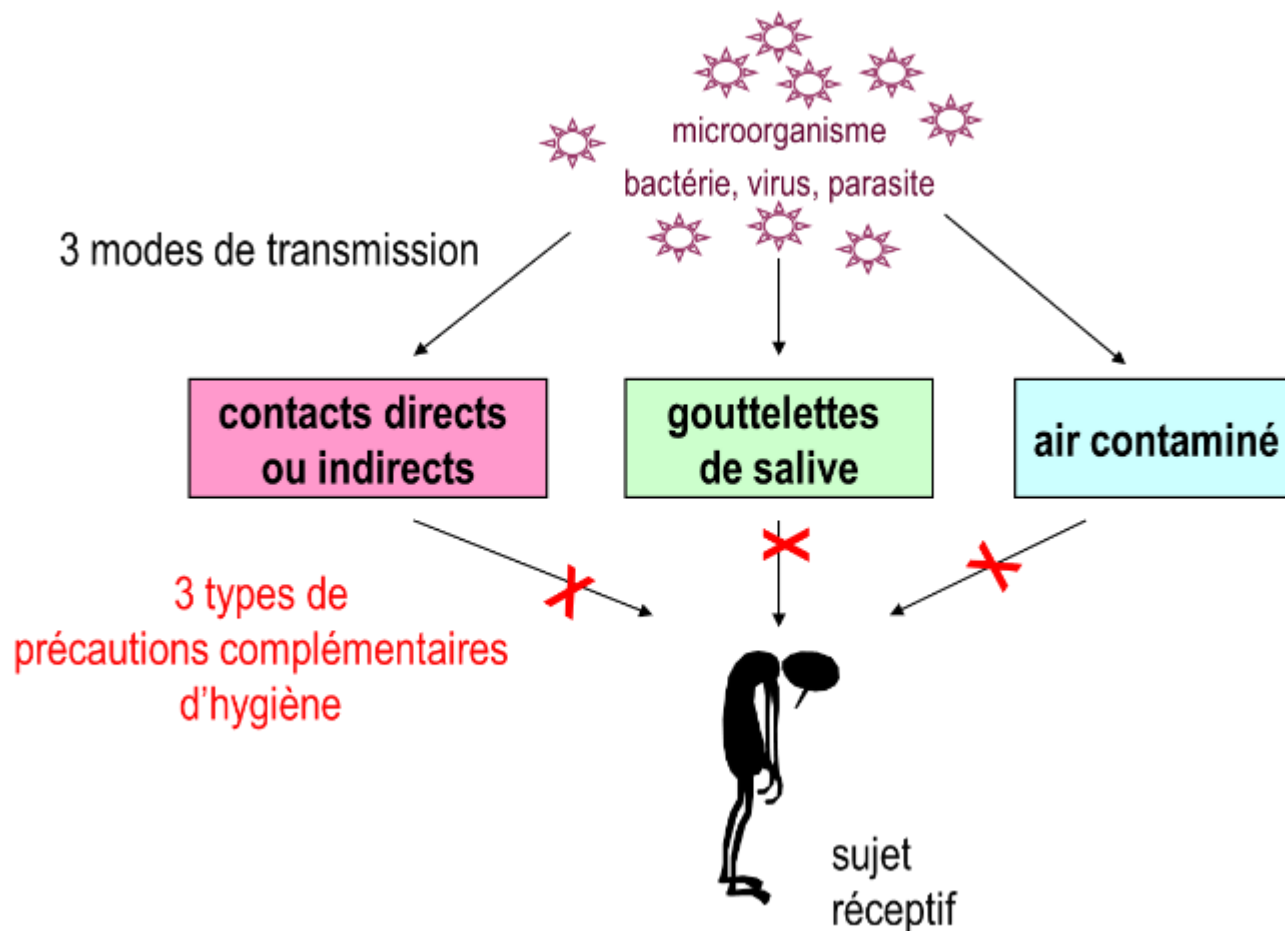 microorganisme
bactérie, virus, parasite
3 modes de transmission
contacts directs
ou indirects
gouttelettes
de salive
air contaminé
3 types de
précautions complémentaires
d’hygiène
sujet
réceptif